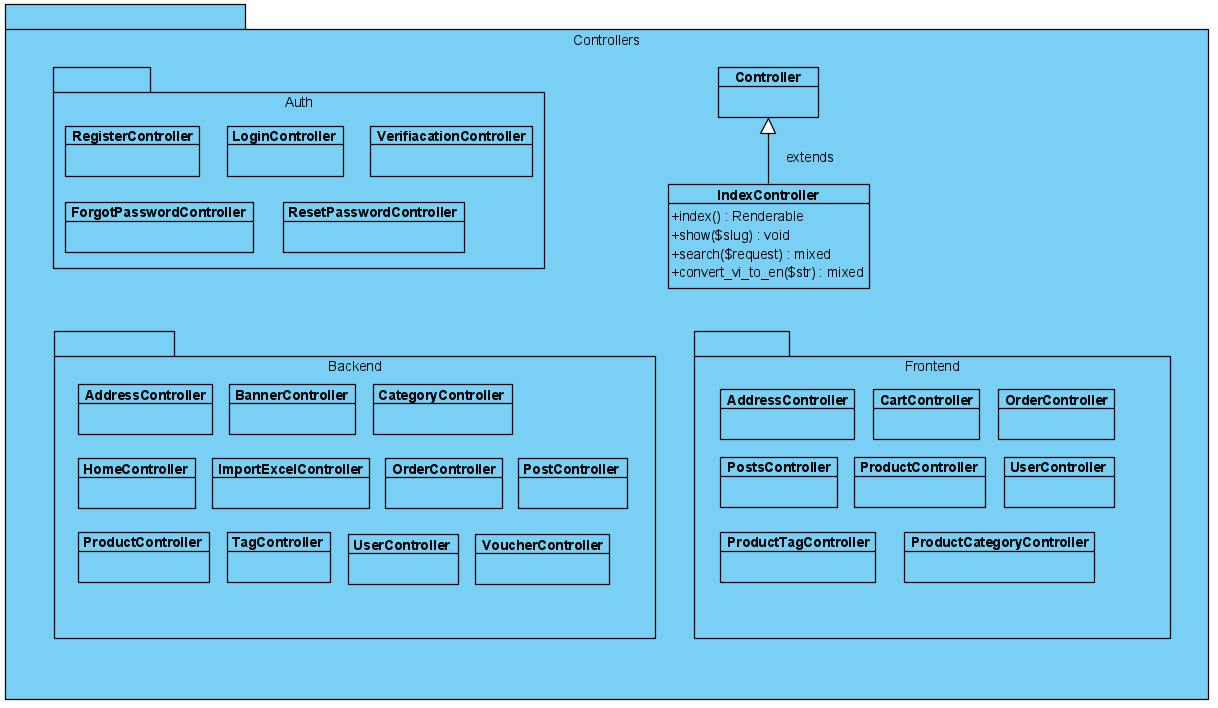 Controllers
Auth
RegisterController
LoginController
VerifiacationController
ForgotPasswordController
ResetPasswordController
Controller
extends
IndexController
+index() : Renderable
+show($slug) : void
+search($request) : mixed
+convert_vi_to_en($str) : mixed
Backend
AddressController
BannerController
CategoryController
HomeController
ImportExcelController
OrderController
PostController
ProductController
TagController
UserController
VoucherController
Frontend
AddressController
CartController
OrderController
PostsController
ProductController
UserController
ProductTagController
ProductCategoryController